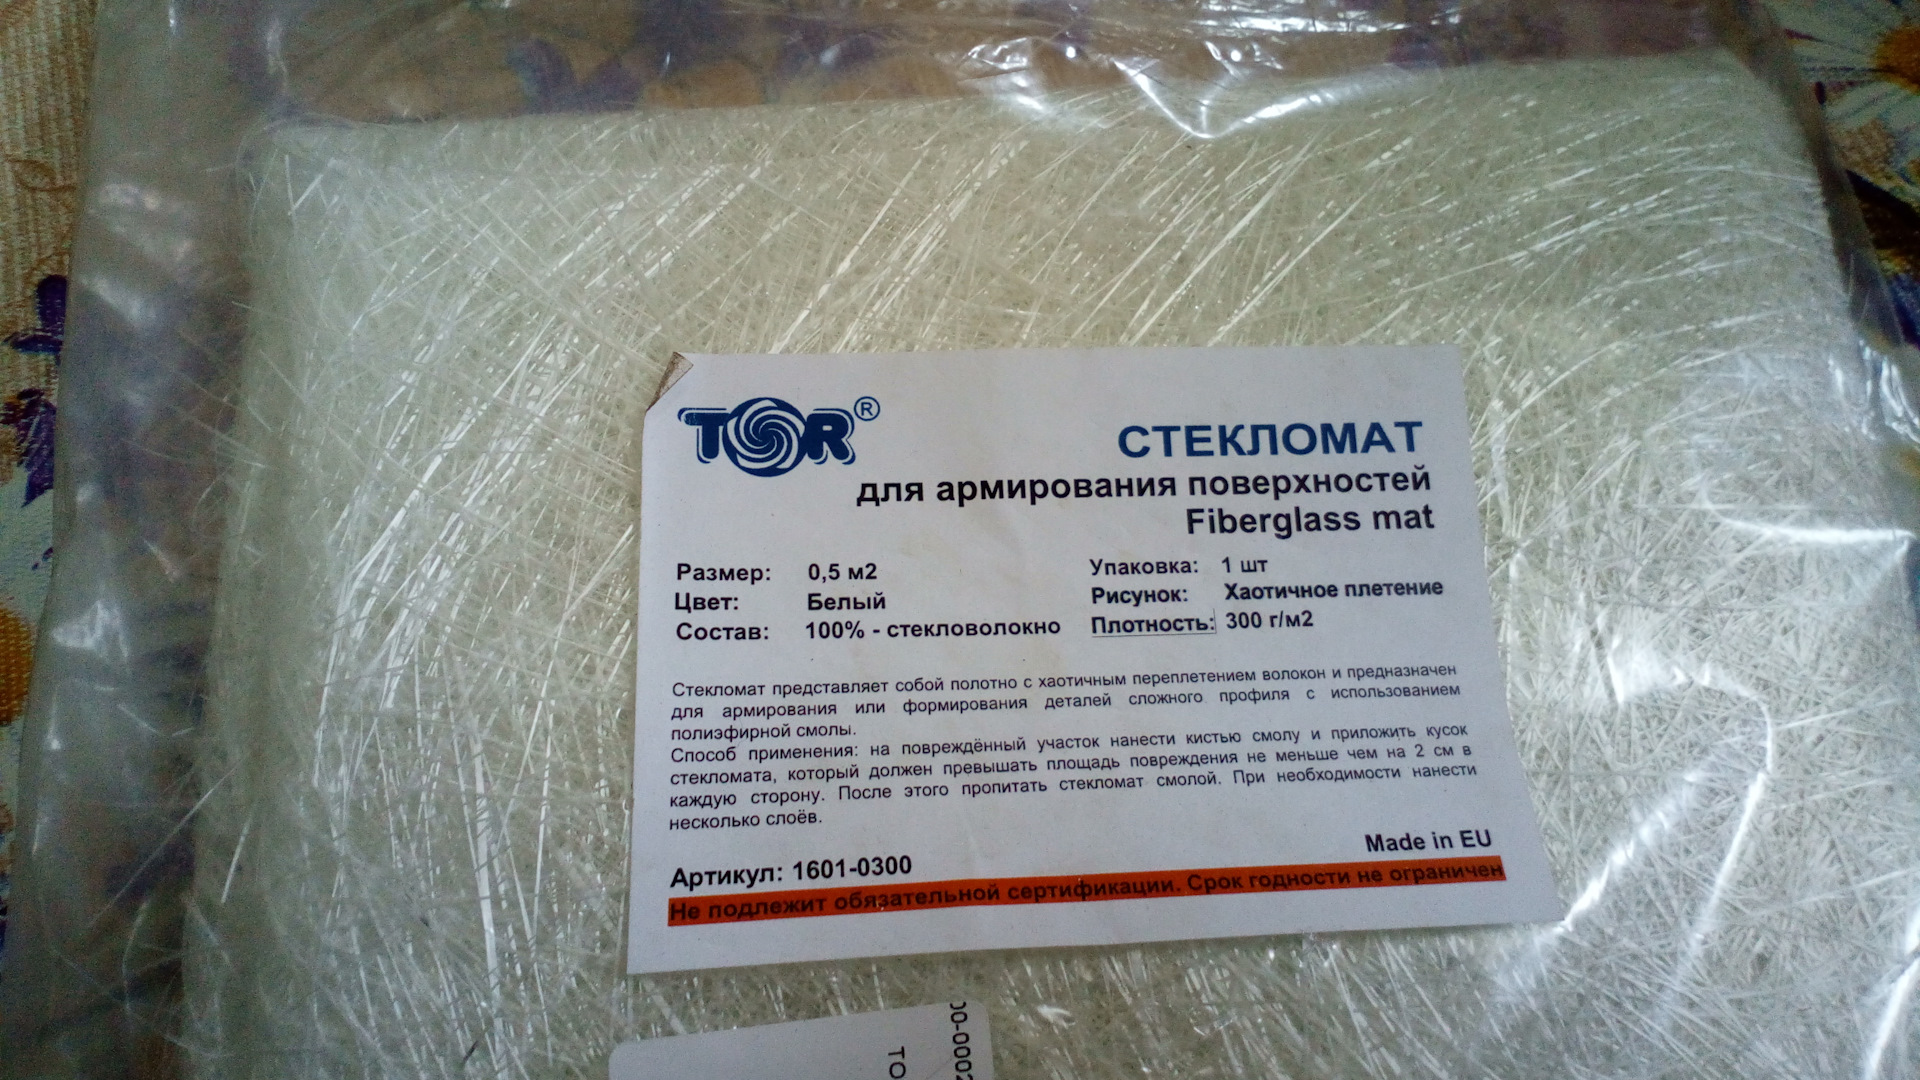 TOR®
СТЕКЛОМАТ
для армирования поверхностей
Fiberglass mat
Размер: 0,5 м2 Упаковка: 1 шт
Цвет: Белый Рисунок: Хаотичное плетение
Состав: 100% - стекловолокно Плотность: 300 г/м2
Стекломат представляет собой полотно с хаотичным переплетением волокон и предназначен
для армирования или формирования деталей сложного профиля с использованием
полиэфирной смолы.
Способ применения: на повреждённый участок нанести кистью смолу и приложить кусок
стекломата, который должен превышать площадь повреждения не меньше чем на 2 см в
каждую сторону. После этого пропитать стекломат смолой. При необходимости нанести
несколько слоёв.
Made in EU
Артикул: 1601-0300
Не подлежит обязательной сертификации. Срок годности не ограничен